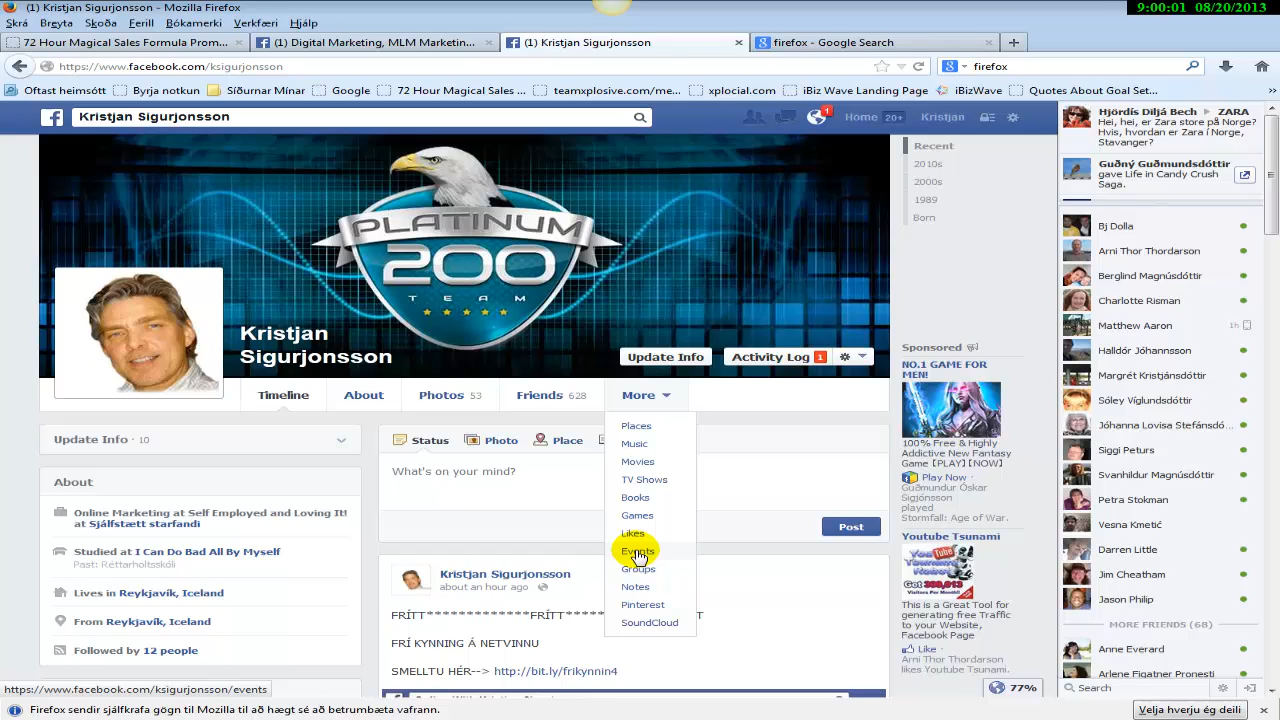 (1) Kristjan Sigurjonsson - Mozilla Firefox
9:00:01 08/20/2013
Skrá Breyta Skoða Ferill Bókamerki Verkfæri Hjálp
72 Hour Magical Sales Formula Prom...
(1) Digital Marketing, MLM Marketin...
(1) Kristjan Sigurjonsson
firefox - Google Search
https://www.facebook.com/ksigurjonsson
firefox
Oftast heimsótt
Byrja notkun
Síðurnar Mínar
Google
72 Hour Magical Sales ...
teamxplosive.com/me...
xplocial.com
iBiz Wave Landing Page
iBizWave
Quotes About Goal Set...
Kristjan Sigurjonsson
1
Home 20+
Kristjan
PLATINUM
200
TEAM
Kristjan
Sigurjonsson
Update Info
Activity Log 1
Timeline
About
Photos 53
Friends 628
More
Places
Music
Movies
TV Shows
Books
Games
Likes
Events
Groups
Notes
Pinterest
SoundCloud
Update Info · 10
About
Online Marketing at Self Employed and Loving It!
at Sjálfstætt starfandi
Studied at I Can Do Bad All By Myself
Past: Réttarholtsskóli
Lives in Reykjavík, Iceland
From Reykjavík, Iceland
Followed by 12 people
Status
Photo
Place
What's on your mind?
Post
Kristjan Sigurjonsson
about an hour ago
FRÍTT************FRÍTT****
T
FRÍ KYNNING Á NETVINNU
SMELLTU HÉR--> http://bit.ly/frikynnin4
Recent
2010s
2000s
1989
Born
Sponsored
NO.1 GAME FOR
MEN!
100% Free & Highly
Addictive New Fantasy
Game【PLAY】【NOW】
Play Now ·
Guðmundur Óskar
Sigjónsson
played
Stormfall: Age of War.
Youtube Tsunami
This is a Great Tool for
generating free Traffic
to your Website,
Facebook Page
Like ·
Arni Thor Thordarson
likes Youtube Tsunami.
77%
Hjördís Diljá Bech ▸ ZARA
Hei, hei, er Zara store på Norge?
Hvis, hvordan er Zara í Norge,
Stavanger?
Guðný Guðmundsdóttir
gave Life in Candy Crush
Saga.
Bj Dolla
Arni Thor Thordarson
Berglind Magnúsdóttir
Charlotte Risman
Matthew Aaron 1h
Halldór Jóhannsson
Margrét Kristjánsdóttir
Sóley Víglundsdóttir
Jóhanna Lovisa Stefánsdó...
Siggi Peturs
Svanhildur Magnúsdóttir
Petra Stokman
Vesna Kmetić
Darren Little
Jim Cheatham
Jason Philip
MORE FRIENDS (68)
Anne Everard
Arlene Figatner Pronesti
Search
https://www.facebook.com/ksigurjonsson/events
Firefox sendir sjálfkrafa gögn til Mozilla til að hægt sé að betrumbæta vafrann.
Velja hverju ég deili